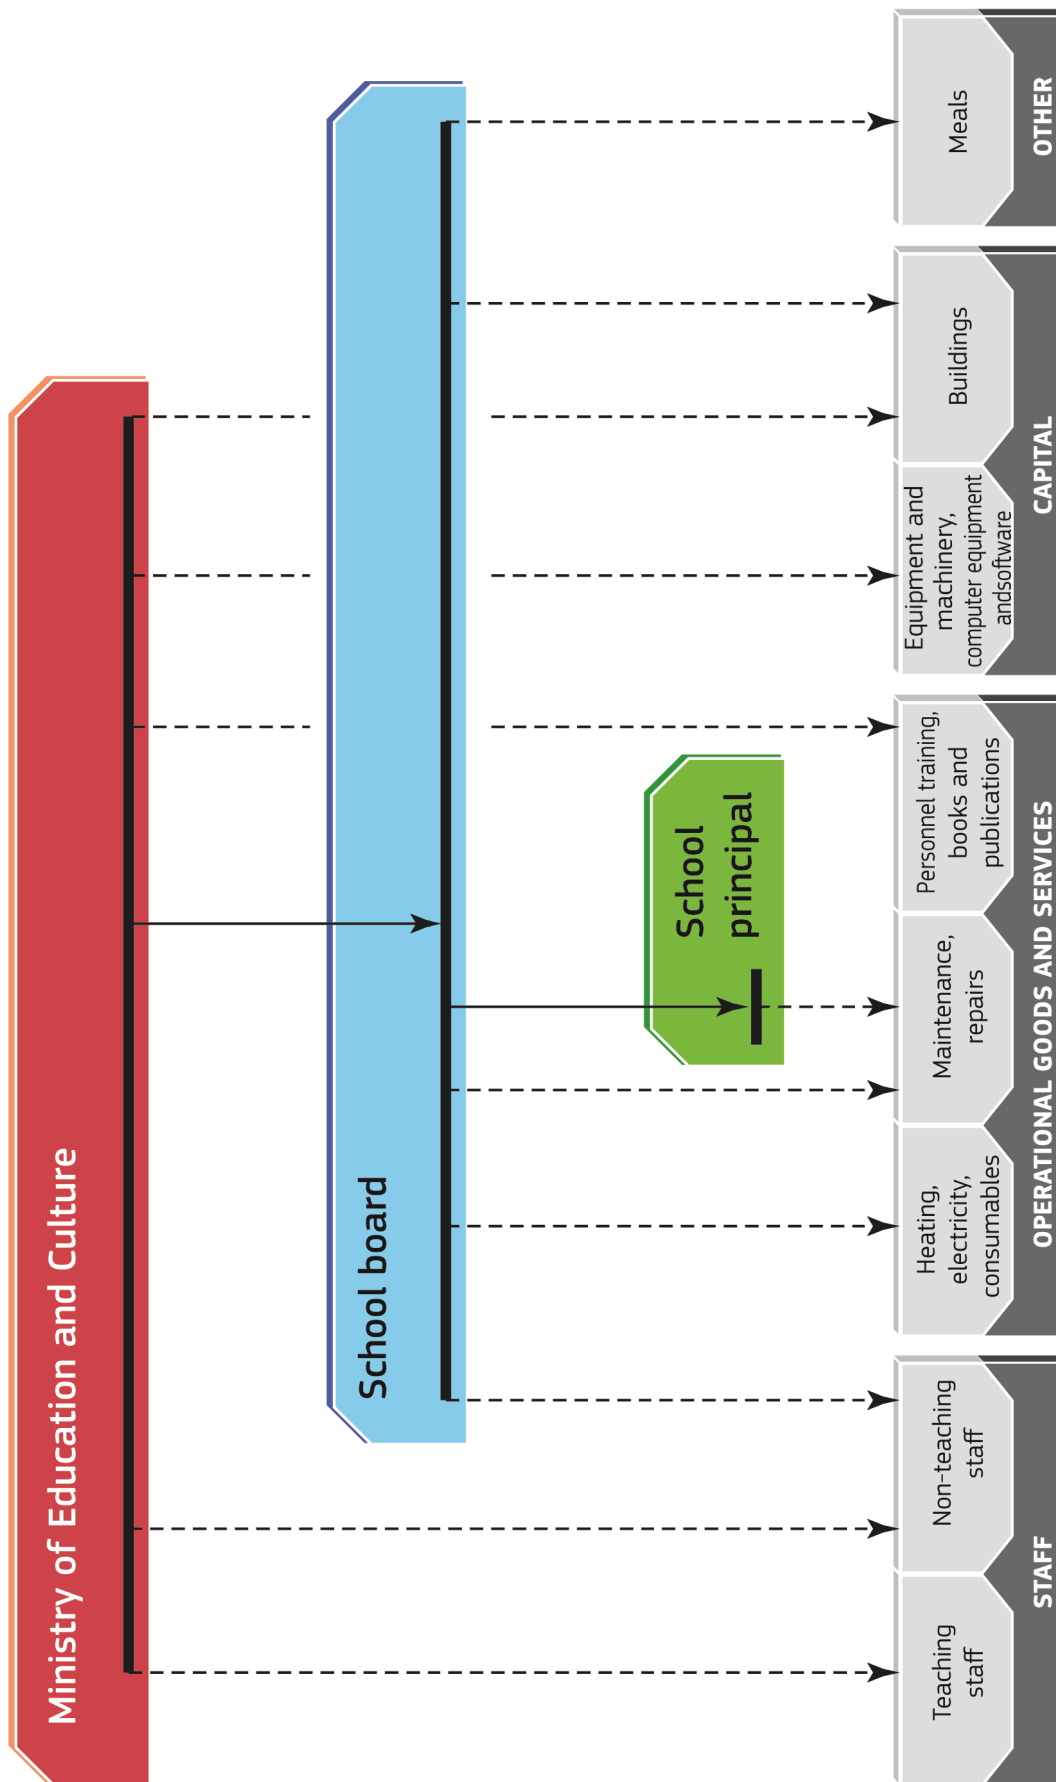 Ministry of Education and Culture
School board
School
principal
Teaching
staff
Non-teaching
staff
Heating,
electricity,
consumables
Maintenance,
repairs
Personnel training,
books and
publications
Equipment and
machinery,
computer equipment
andsoftware
Buildings
Meals
STAFF
OPERATIONAL GOODS AND SERVICES
CAPITAL
OTHER